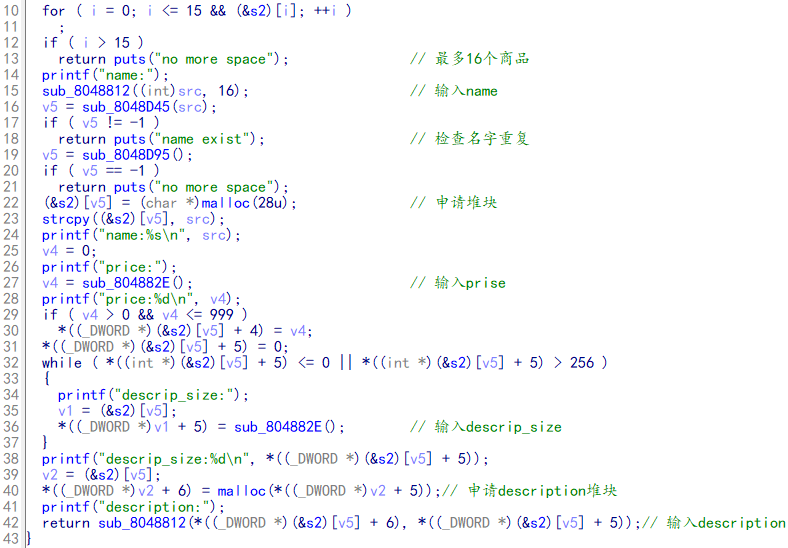 10 for ( i = 0; i <= 15 && (&s2)[i]; ++i )
11 ;
12 if ( i > 15 )
13 return puts("no more space"); // 最多16个商品
14 printf("name:");
15 sub_8048812((int)src, 16); // 输入name
16 v5 = sub_8048D45(src);
17 if ( v5 != -1 )
18 return puts("name exist"); // 检查名字重复
19 v5 = sub_8048D95();
20 if ( v5 == -1 )
21 return puts("no more space");
22 (&s2)[v5] = (char *)malloc(28u); // 申请堆块
23 strcpy((&s2)[v5], src);
24 printf("name:%s\n", src);
25 v4 = 0;
26 printf("price:");
27 v4 = sub_804882E(); // 输入prise
28 printf("price:%d\n", v4);
29 if ( v4 > 0 && v4 <= 999 )
30 *((_DWORD *)(&s2)[v5] + 4) = v4;
31 *((_DWORD *)(&s2)[v5] + 5) = 0;
32 while ( *((int *)(&s2)[v5] + 5) <= 0 || *((int *)(&s2)[v5] + 5) > 256 )
33 {
34 printf("descrip_size:");
35 v1 = (&s2)[v5];
36 *((_DWORD *)v1 + 5) = sub_804882E(); // 输入descrip_size
37 }
38 printf("descrip_size:%d\n", *((_DWORD *)(&s2)[v5] + 5));
39 v2 = (&s2)[v5];
40 *((_DWORD *)v2 + 6) = malloc(*((_DWORD *)v2 + 5));// 申请description堆块
41 printf("description:");
42 return sub_8048812(*((_DWORD *)(&s2)[v5] + 6), *((_DWORD *)(&s2)[v5] + 5));// 输入description
43 }